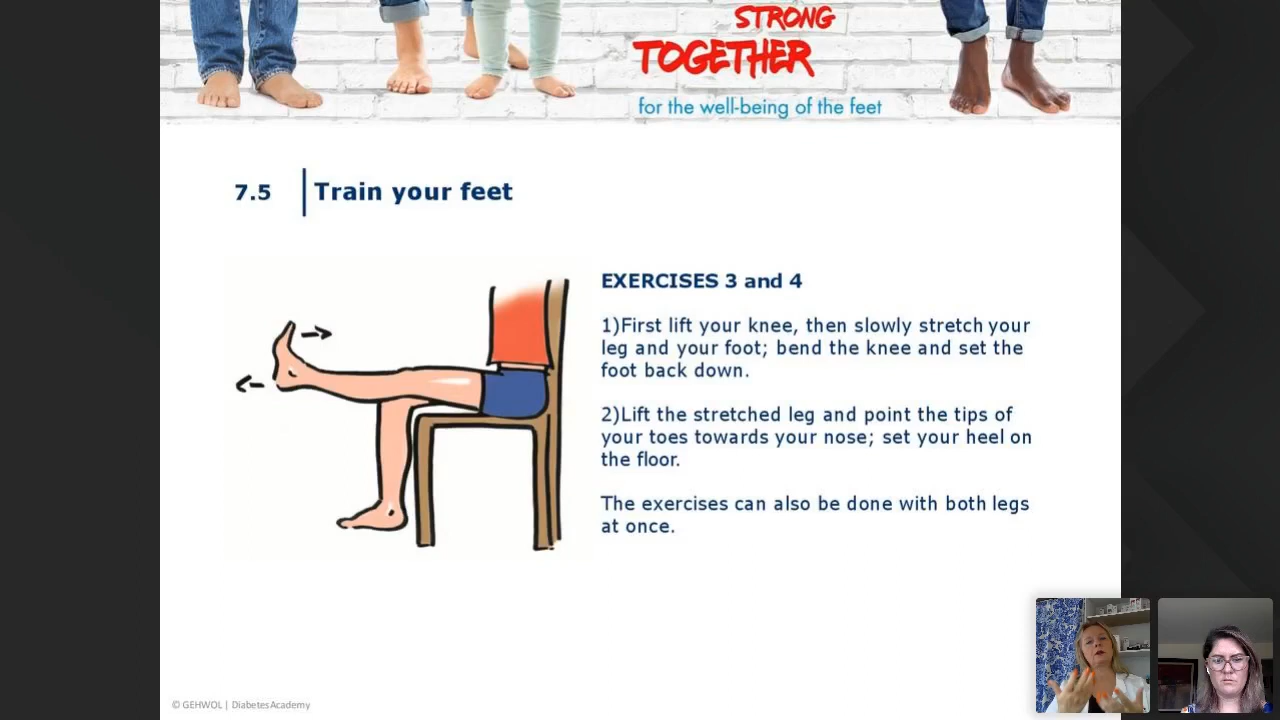 STRONG
TOGETHER
for the well-being of the feet
7.5 Train your feet
EXERCISES 3 and 4
1)First lift your knee, then slowly stretch your
leg and your foot; bend the knee and set the
foot back down.
2)Lift the stretched leg and point the tips of
your toes towards your nose; set your heel on
the floor.
The exercises can also be done with both legs
at once.
© GEHWOL | DiabetesAcademy